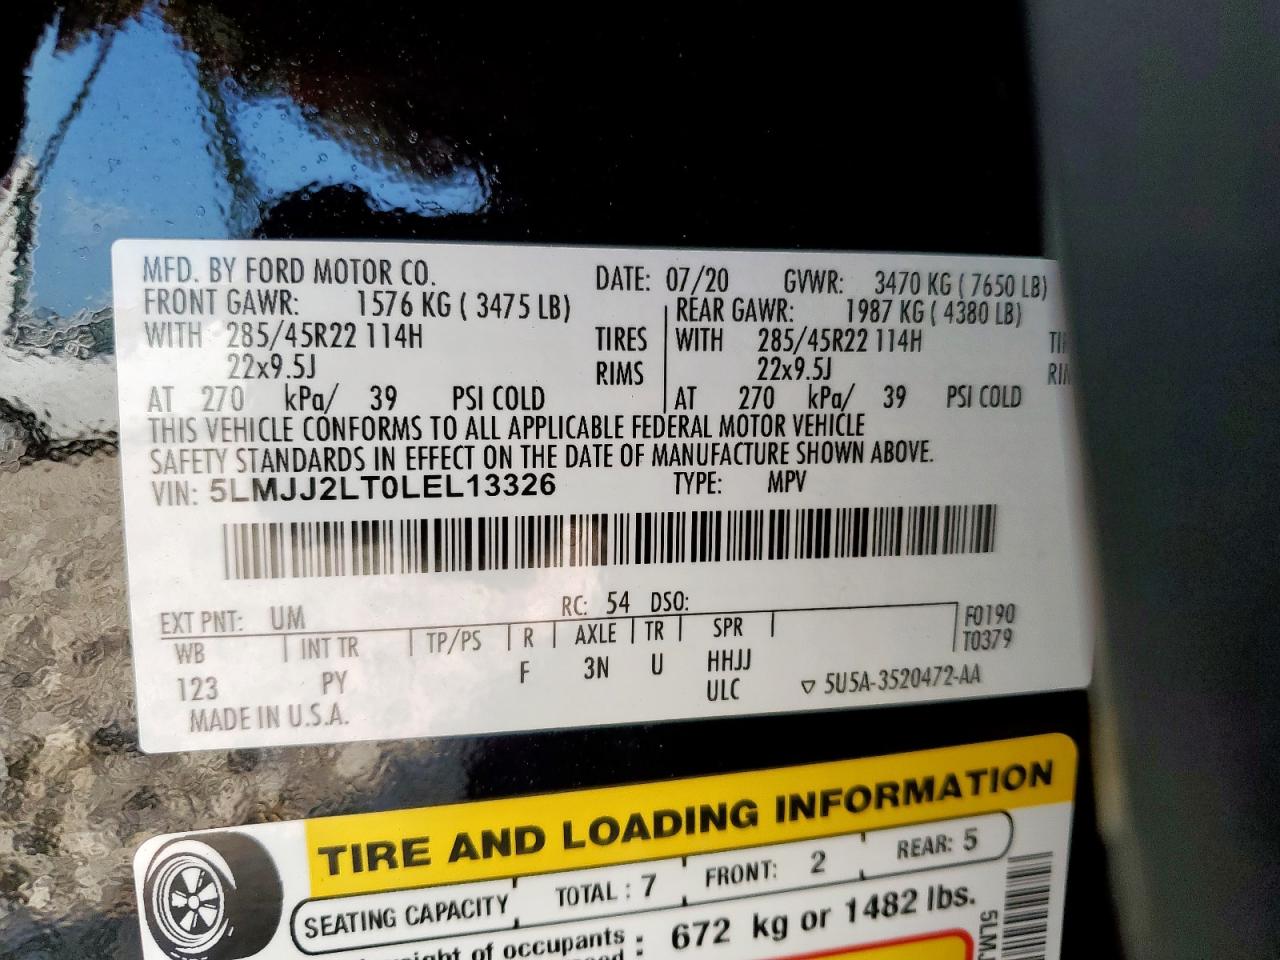 MFD. BY FORD MOTOR CO. DATE: 07/20 GVWR: 3470 KG ( 7650 LB)
FRONT GAWR: 1576 KG ( 3475 LB) REAR GAWR: 1987 KG ( 4380 LB)
WITH 285/45R22 114H TIRES WITH 285/45R22 114H
22x9.5J RIMS 22x9.5J
AT 270 kPa/ 39 PSI COLD AT 270 kPa/ 39 PSI COLD
THIS VEHICLE CONFORMS TO ALL APPLICABLE FEDERAL MOTOR VEHICLE
SAFETY STANDARDS IN EFFECT ON THE DATE OF MANUFACTURE SHOWN ABOVE.
VIN: 5LMJJ2LT0LEL13326 TYPE: MPV
EXT PNT: UM RC: 54 DSO:
WB INT TR TP/PS R AXLE TR SPR F0190
T0379
123 PY F 3N U HHJJ
ULC ▽ 5U5A-3520472-AA
MADE IN U.S.A.
TIRE AND LOADING INFORMATION
SEATING CAPACITY TOTAL : 7 FRONT: 2 REAR: 5
of occupants : 672 kg or 1482 lbs.
5LMJ